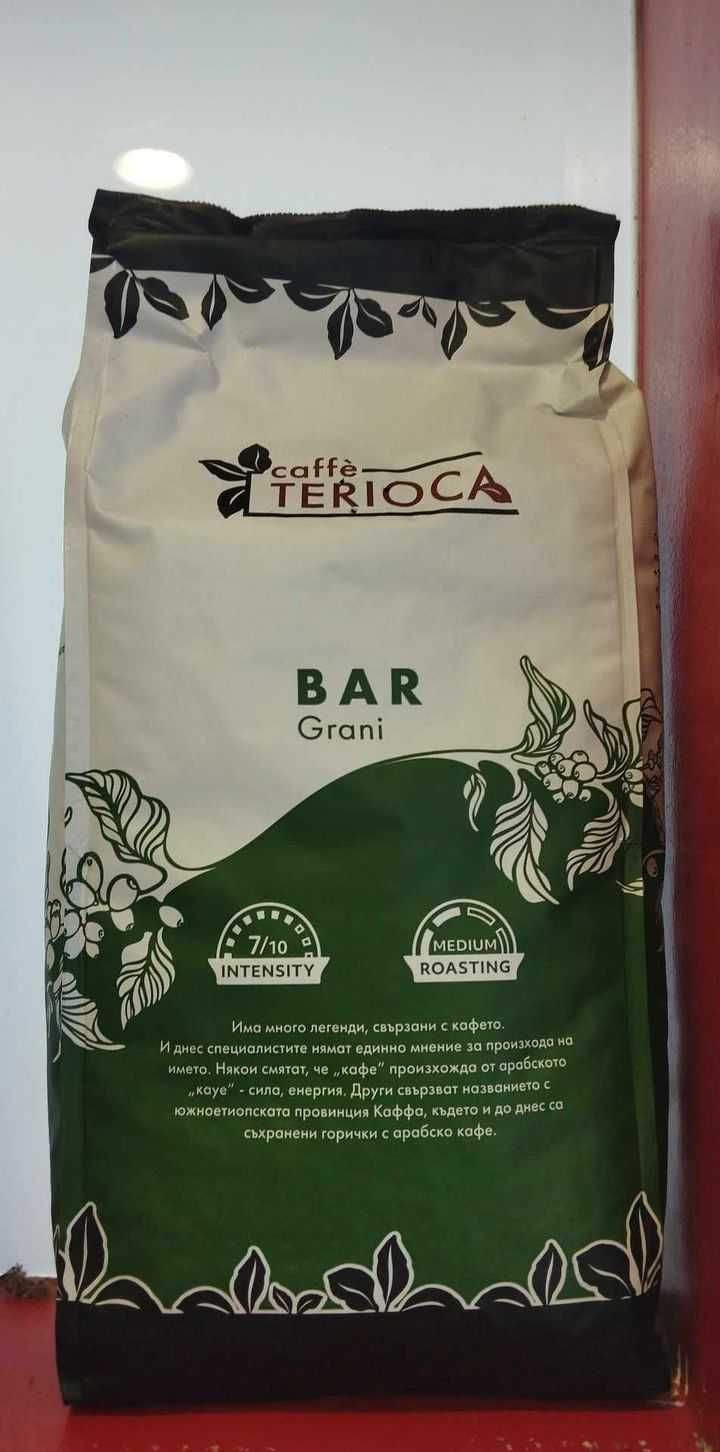 caffè
TERIOCA
BAR
Grani
7/10
INTENSITY
MEDIUM
ROASTING
Има много легенди, свързани с кафето.
И днес специалистите нямат единно мнение за произхода на
името. Някои смятат, че „кафе“ произхожда от арабското
„кауе“ - сила, енергия. Други свързват названието с
южноетиопската провинция Каффа, където и до днес са
съхранени горички с арабско кафе.